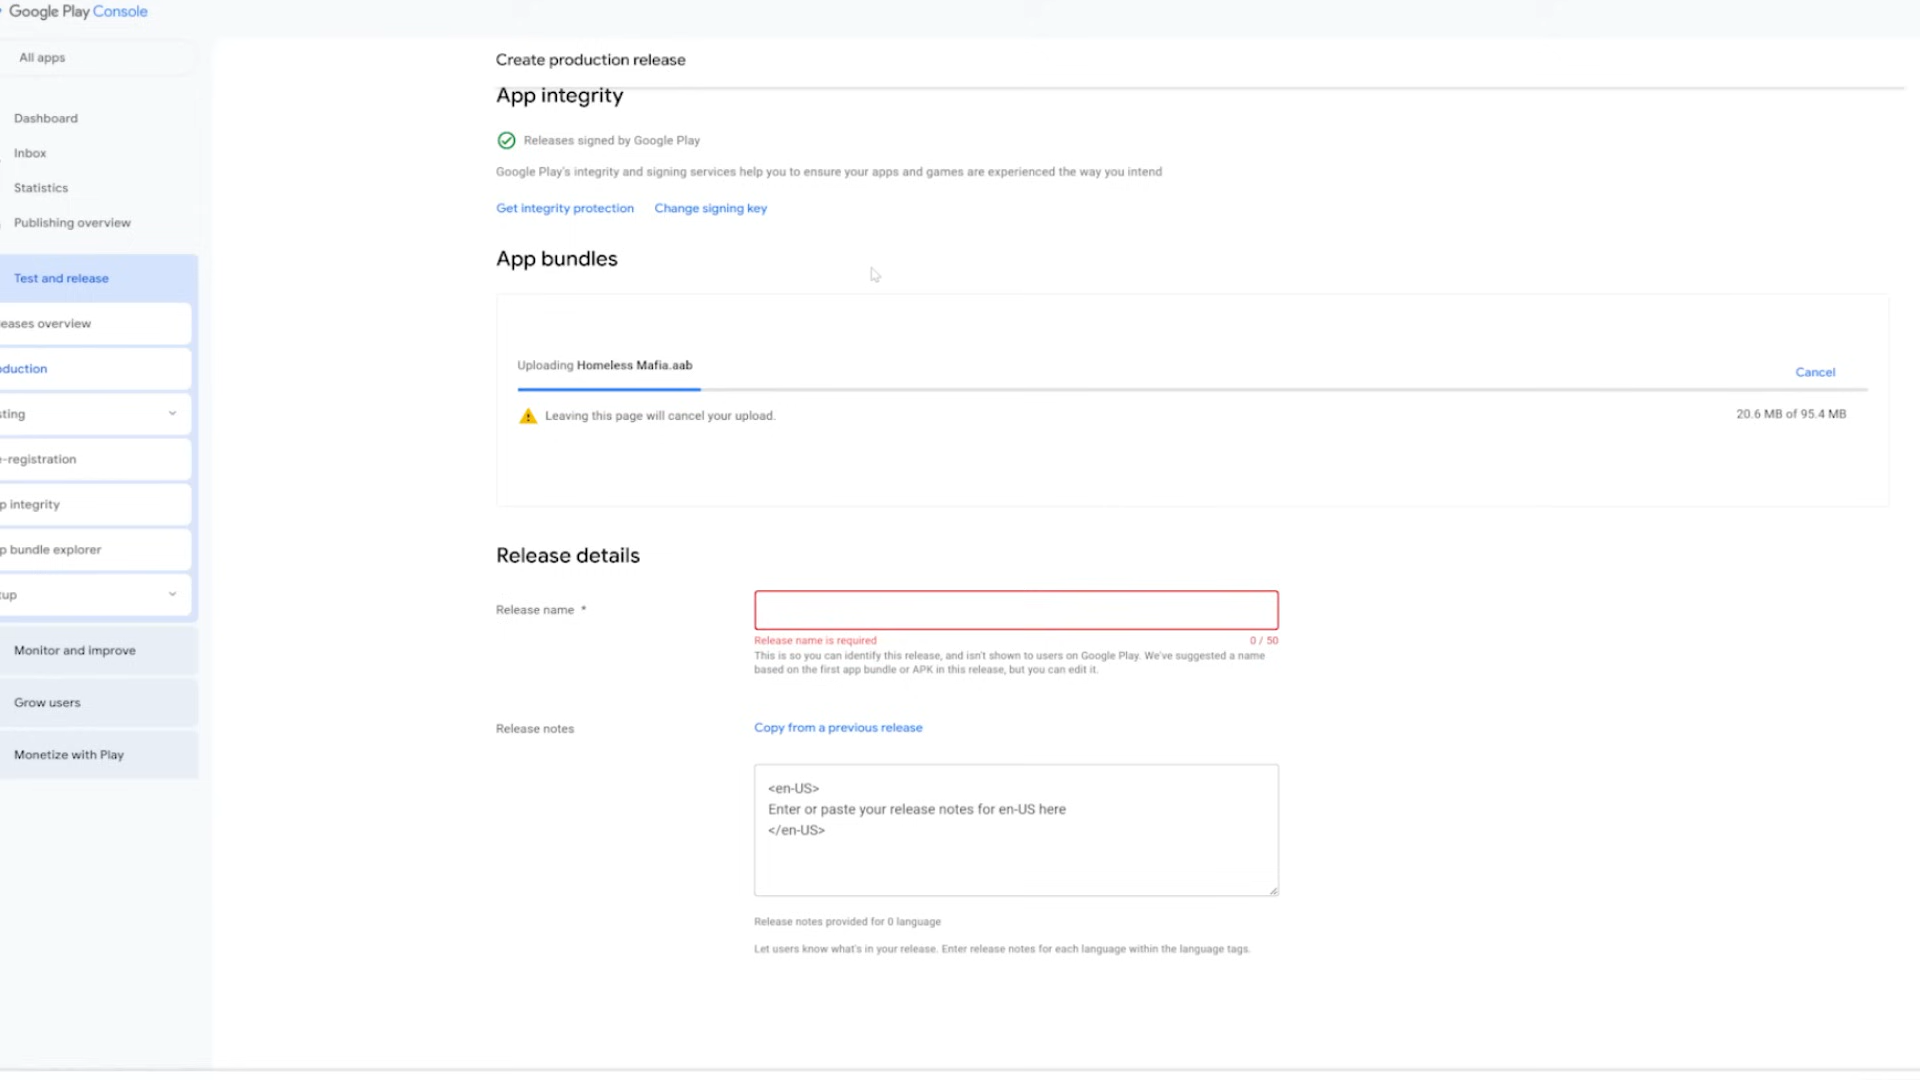 Google Play Console
All apps
Dashboard
Inbox
Statistics
Publishing overview
Test and release
eases overview
duction
sting
e-registration
p integrity
p bundle explorer
tup
Monitor and improve
Grow users
Monetize with Play
Create production release
App integrity
Releases signed by Google Play
Google Play's integrity and signing services help you to ensure your apps and games are experienced the way you intend
Get integrity protection Change signing key
App bundles
Uploading Homeless Mafia.aab
Cancel
Leaving this page will cancel your upload.
20.6 MB of 95.4 MB
Release details
Release name *
Release name is required 0 / 50
This is so you can identify this release, and isn't shown to users on Google Play. We've suggested a name
based on the first app bundle or APK in this release, but you can edit it.
Release notes
Copy from a previous release
<en-US>
Enter or paste your release notes for en-US here
</en-US>
Release notes provided for 0 language
Let users know what's in your release. Enter release notes for each language within the language tags.